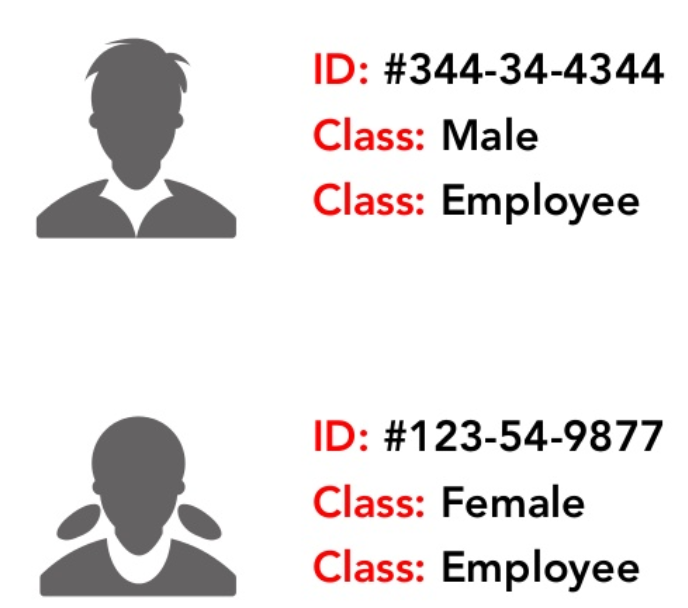 ID: #344-34-4344
Class: Male
Class: Employee
ID: #123-54-9877
Class: Female
Class: Employee